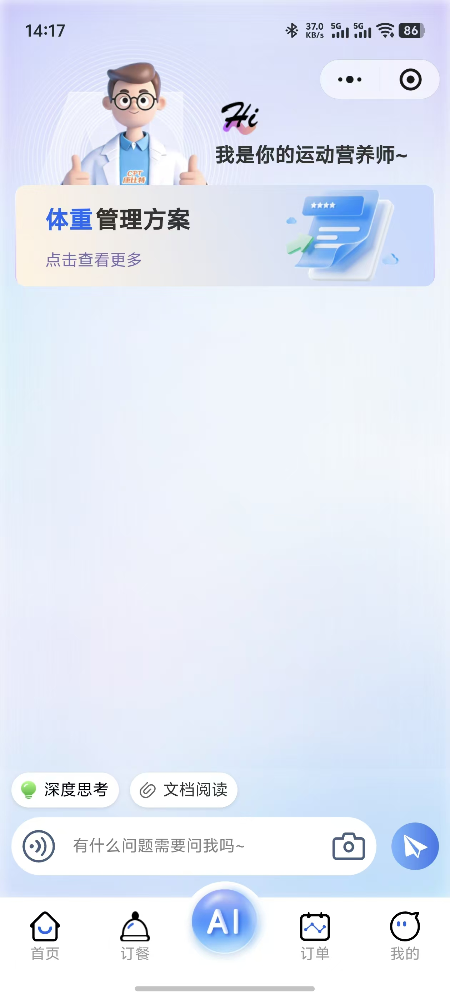 14:17
37.0
KB/s
5G
5G
86
Hi
我是你的运动营养师~
CPT
康比特
体重管理方案
点击查看更多
深度思考
文档阅读
有什么问题需要问我吗~
AI
首页
订餐
订单
我的